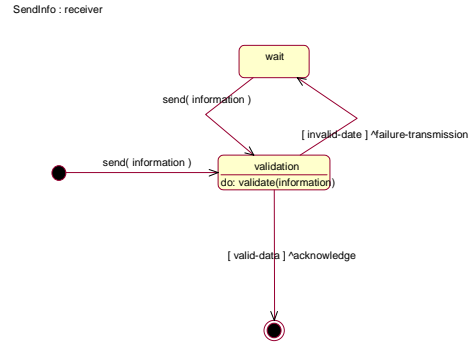 SendInfo : receiver
wait
send( information )
[ invalid-date ] ^failure-transmission
send( information )
validation
do: validate(information)
[ valid-data ] ^acknowledge